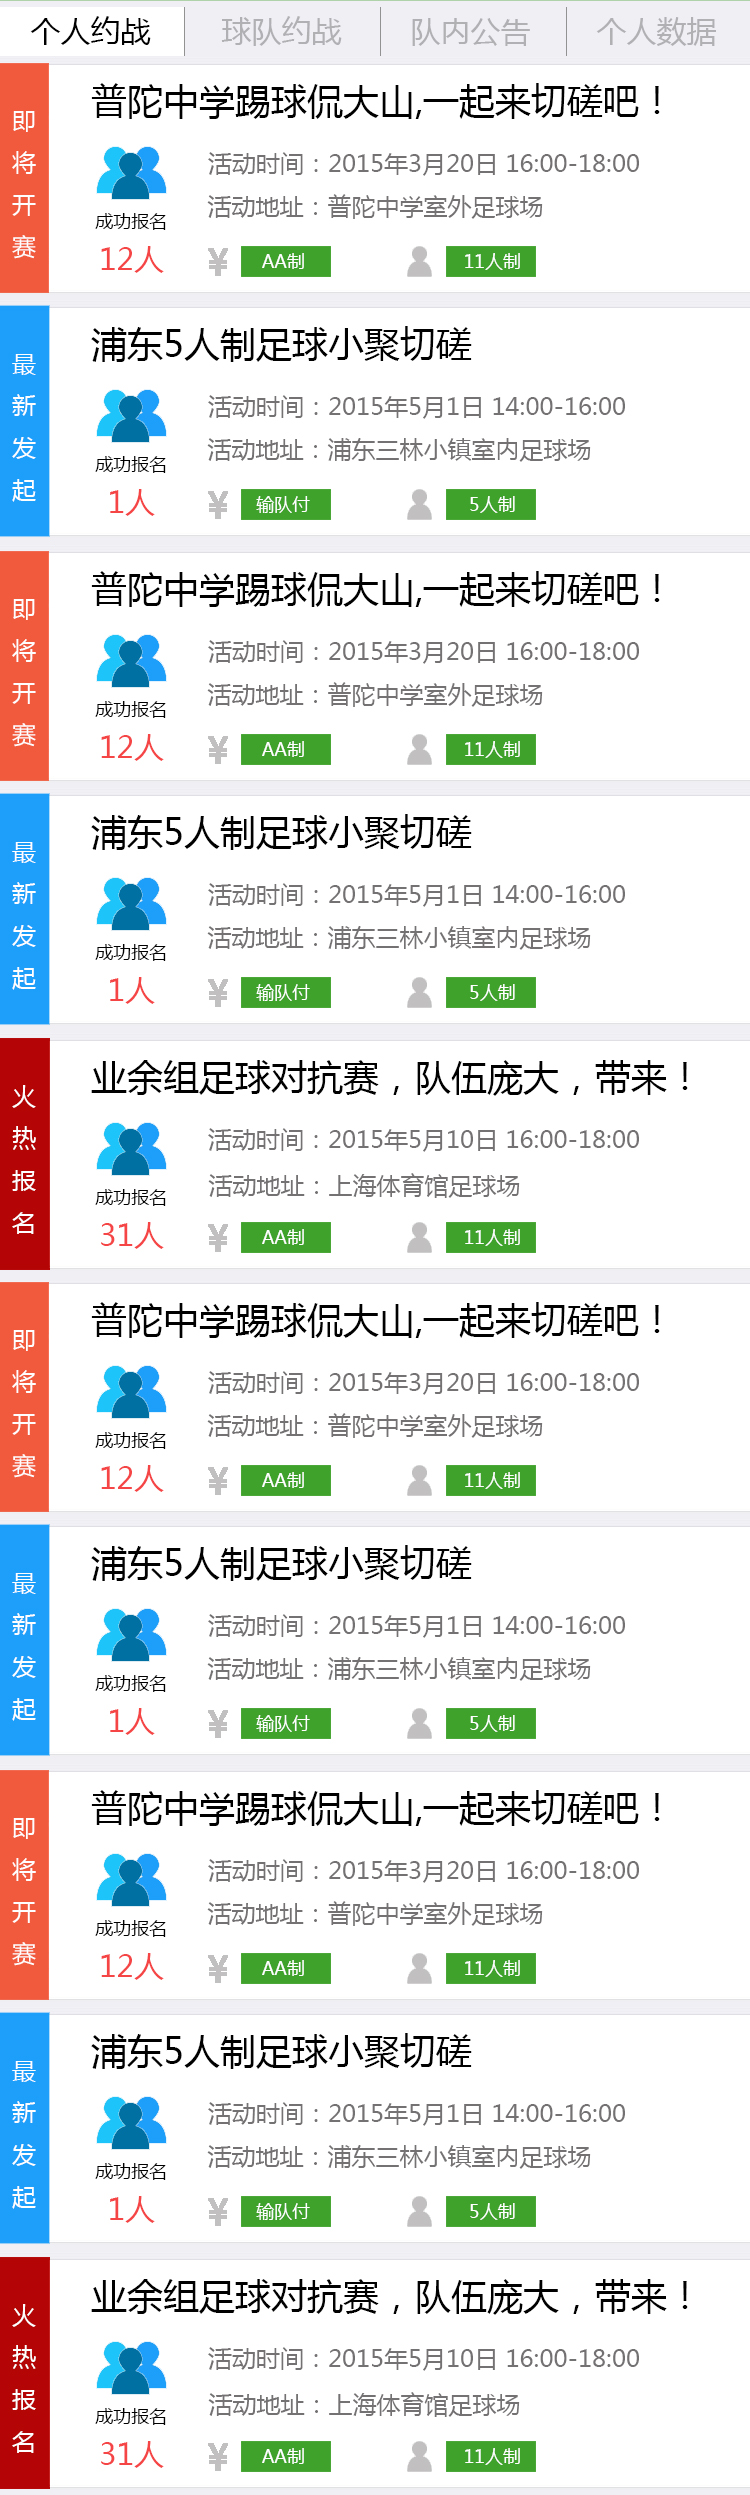 个人约战 球队约战 队内公告 个人数据
即将开赛
普陀中学踢球侃大山,一起来切磋吧！
活动时间：2015年3月20日 16:00-18:00
活动地址：普陀中学室外足球场
成功报名
12人 ¥ AA制 11人制
最新发起
浦东5人制足球小聚切磋
活动时间：2015年5月1日 14:00-16:00
活动地址：浦东三林小镇室内足球场
成功报名
1人 ¥ 输队付 5人制
即将开赛
普陀中学踢球侃大山,一起来切磋吧！
活动时间：2015年3月20日 16:00-18:00
活动地址：普陀中学室外足球场
成功报名
12人 ¥ AA制 11人制
最新发起
浦东5人制足球小聚切磋
活动时间：2015年5月1日 14:00-16:00
活动地址：浦东三林小镇室内足球场
成功报名
1人 ¥ 输队付 5人制
火热报名
业余组足球对抗赛，队伍庞大，带来！
活动时间：2015年5月10日 16:00-18:00
活动地址：上海体育馆足球场
成功报名
31人 ¥ AA制 11人制
即将开赛
普陀中学踢球侃大山,一起来切磋吧！
活动时间：2015年3月20日 16:00-18:00
活动地址：普陀中学室外足球场
成功报名
12人 ¥ AA制 11人制
最新发起
浦东5人制足球小聚切磋
活动时间：2015年5月1日 14:00-16:00
活动地址：浦东三林小镇室内足球场
成功报名
1人 ¥ 输队付 5人制
即将开赛
普陀中学踢球侃大山,一起来切磋吧！
活动时间：2015年3月20日 16:00-18:00
活动地址：普陀中学室外足球场
成功报名
12人 ¥ AA制 11人制
最新发起
浦东5人制足球小聚切磋
活动时间：2015年5月1日 14:00-16:00
活动地址：浦东三林小镇室内足球场
成功报名
1人 ¥ 输队付 5人制
火热报名
业余组足球对抗赛，队伍庞大，带来！
活动时间：2015年5月10日 16:00-18:00
活动地址：上海体育馆足球场
成功报名
31人 ¥ AA制 11人制